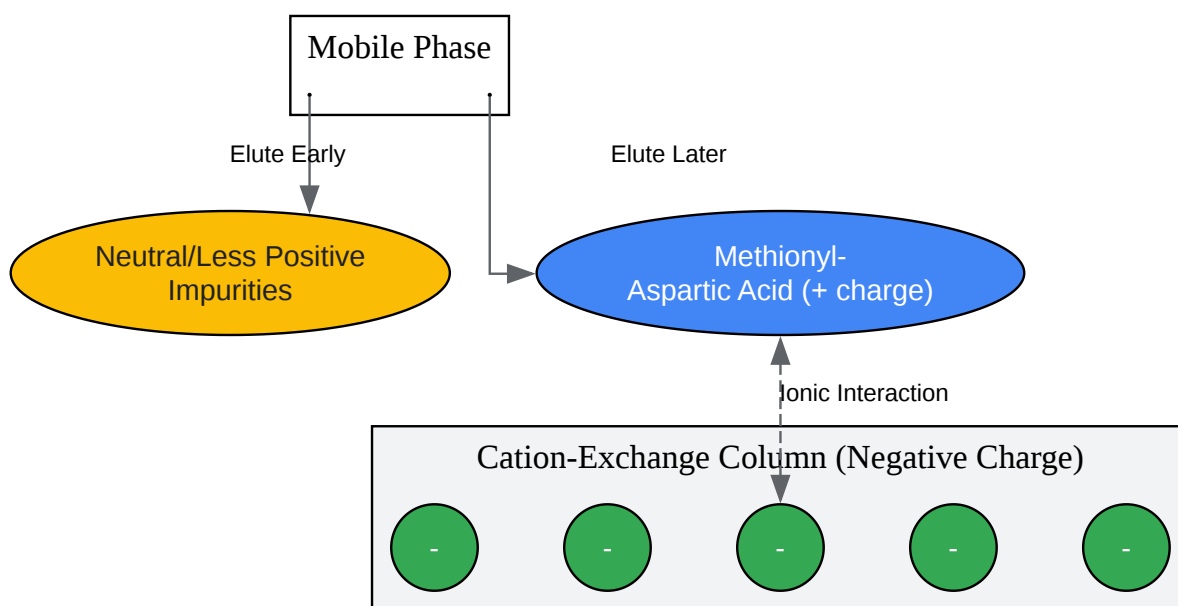 Mobile Phase
Elute Early
Elute Later
Neutral/Less Positive
Impurities
Methionyl-
Aspartic Acid (+ charge)
Ionic Interaction
Cation-Exchange Column (Negative Charge)
- - - - -